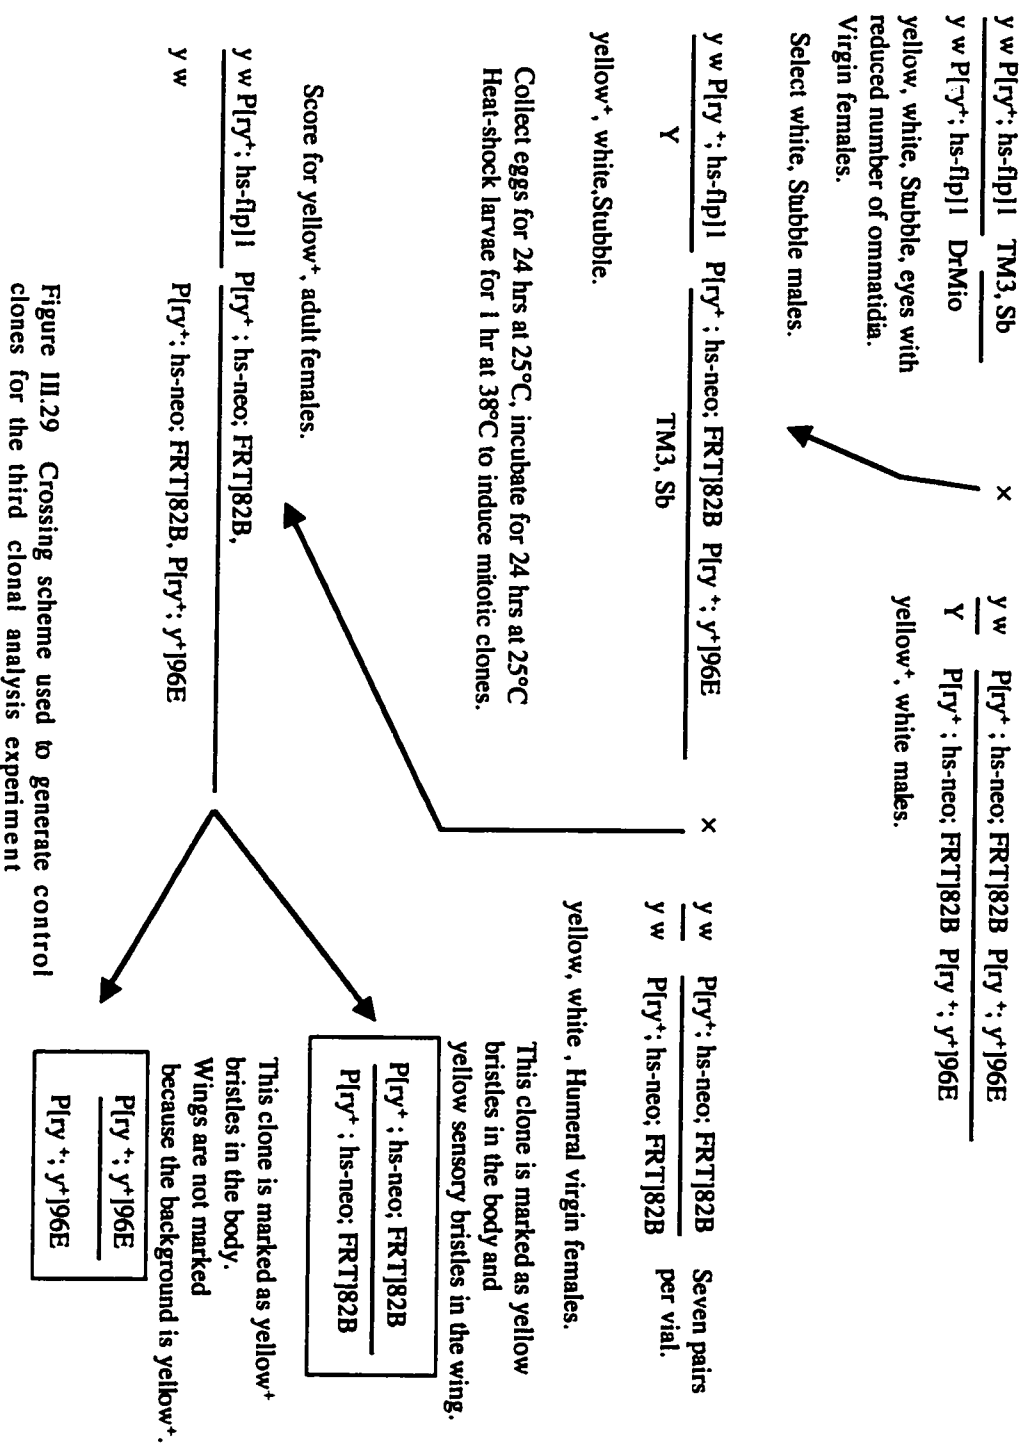 y w P[ry⁺; hs-flp]1 TM3, Sb
y w P[ry⁺; hs-flp]1 DrMio
yellow, white, Stubble, eyes with
reduced number of ommatidia.
Virgin females.
×
y w P[ry⁺ ; hs-neo; FRT]82B P[ry ⁺; y⁺]96E
Y P[ry⁺ ; hs-neo; FRT]82B P[ry ⁺; y⁺]96E
yellow⁺, white males.
Select white, Stubble males.
y w P[ry ⁺; hs-flp]1 P[ry⁺ ; hs-neo; FRT]82B P[ry ⁺; y⁺]96E
Y TM3, Sb
yellow⁺, white,Stubble.
×
y w P[ry⁺; hs-neo; FRT]82B
y w P[ry⁺; hs-neo; FRT]82B
Seven pairs
per vial.
yellow, white , Humeral virgin females.
Collect eggs for 24 hrs at 25°C, incubate for 24 hrs at 25°C
Heat-shock larvae for 1 hr at 38°C to induce mitotic clones.
Score for yellow⁺, adult females.
y w P[ry⁺; hs-flp]1 P[ry⁺ ; hs-neo; FRT]82B,
y w P[ry⁺; hs-neo; FRT]82B, P[ry⁺; y⁺]96E
This clone is marked as yellow
bristles in the body and
yellow sensory bristles in the wing.
P[ry⁺ ; hs-neo; FRT]82B
P[ry⁺ ; hs-neo; FRT]82B
This clone is marked as yellow⁺
bristles in the body.
Wings are not marked
because the background is yellow⁺.
P[ry ⁺; y⁺]96E
P[ry ⁺; y⁺]96E
Figure III.29 Crossing scheme used to generate control
clones for the third clonal analysis experiment